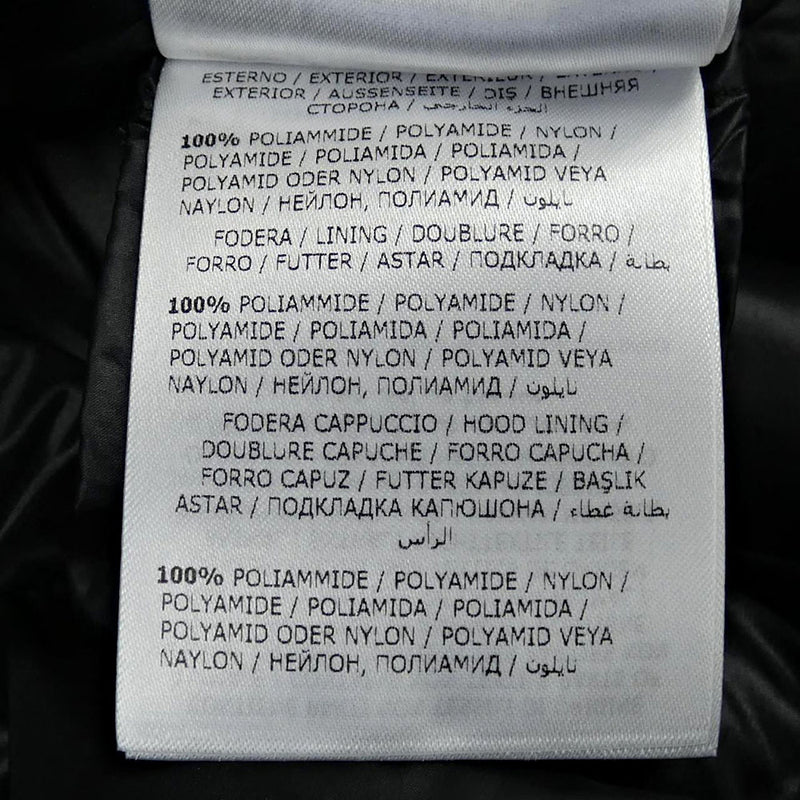 ESTERNO / EXTERIOR / EXTERIEUR /
EXTERIOR / AUSSENSEITE / DIŞ / ВНЕШНЯЯ
СТОРОНА / الجزء الخارجي
100% POLIAMMIDE / POLYAMIDE / NYLON /
POLYAMIDE / POLIAMIDA / POLIAMIDA /
POLYAMID ODER NYLON / POLYAMID VEYA
NAYLON / НЕЙЛОН, ПОЛИАМИД / نايلون
FODERA / LINING / DOUBLURE / FORRO /
FORRO / FUTTER / ASTAR / ПОДКЛАДКА / بطانة
100% POLIAMMIDE / POLYAMIDE / NYLON /
POLYAMIDE / POLIAMIDA / POLIAMIDA /
POLYAMID ODER NYLON / POLYAMID VEYA
NAYLON / НЕЙЛОН, ПОЛИАМИД / نايلون
FODERA CAPPUCCIO / HOOD LINING /
DOUBLURE CAPUCHE / FORRO CAPUCHA /
FORRO CAPUZ / FUTTER KAPUZE / BAŞLIK
ASTAR / ПОДКЛАДКА КАПЮШОНА / بطانة غطاء
الرأس
100% POLIAMMIDE / POLYAMIDE / NYLON /
POLYAMIDE / POLIAMIDA / POLIAMIDA /
POLYAMID ODER NYLON / POLYAMID VEYA
NAYLON / НЕЙЛОН, ПОЛИАМИД / نايلون